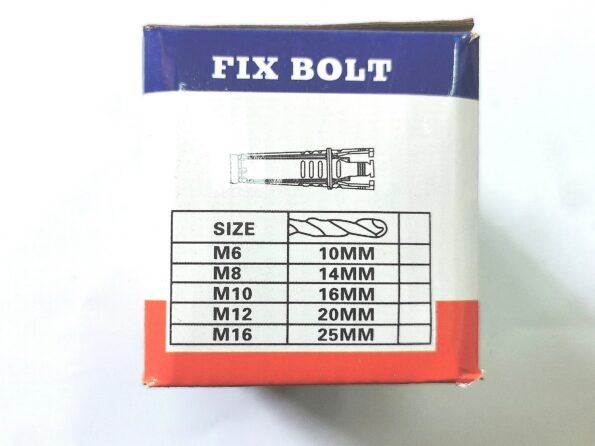 FIX BOLT
SIZE
M6 10MM
M8 14MM
M10 16MM
M12 20MM
M16 25MM